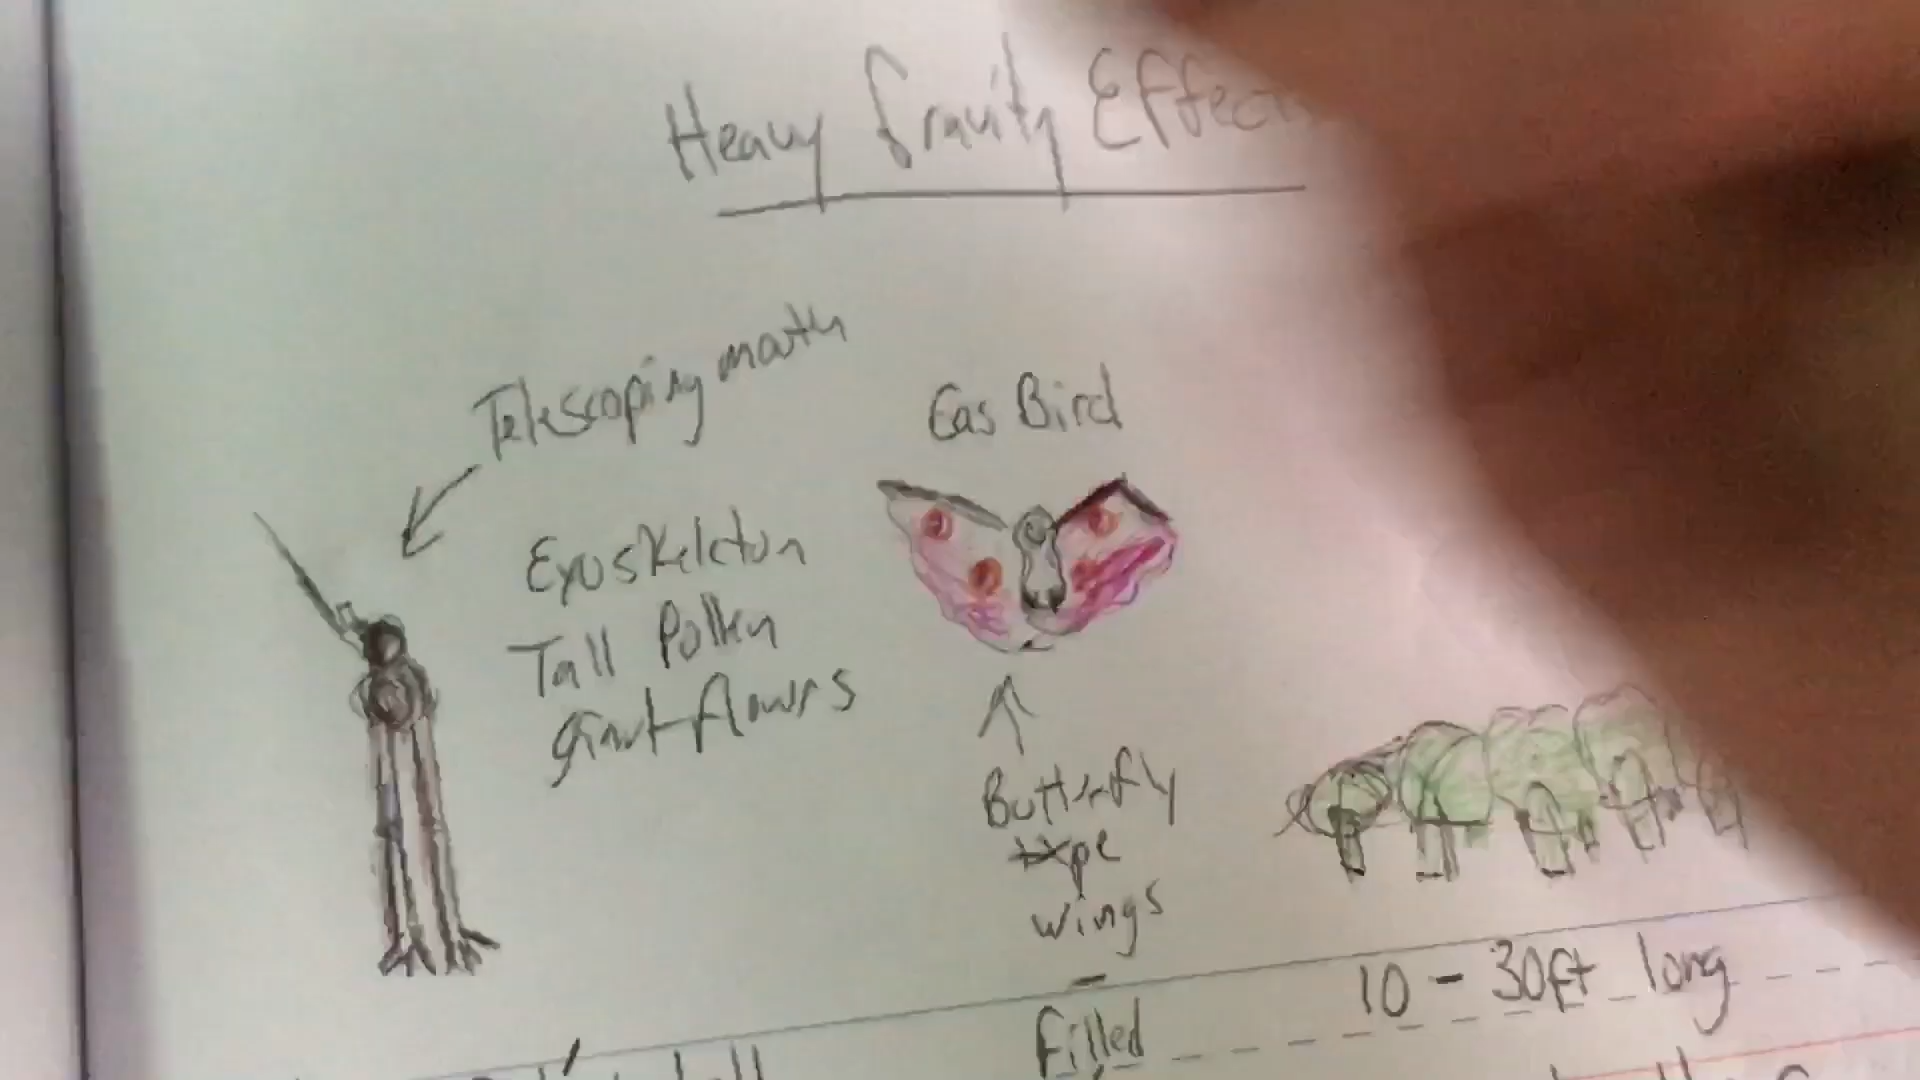 Heavy Gravity Effect
Telescoping mouth
Gas Bird
Exoskeleton
Tall Pollen
Giant flowers
Butterfly
type
wings
-
filled
10 - 30ft long